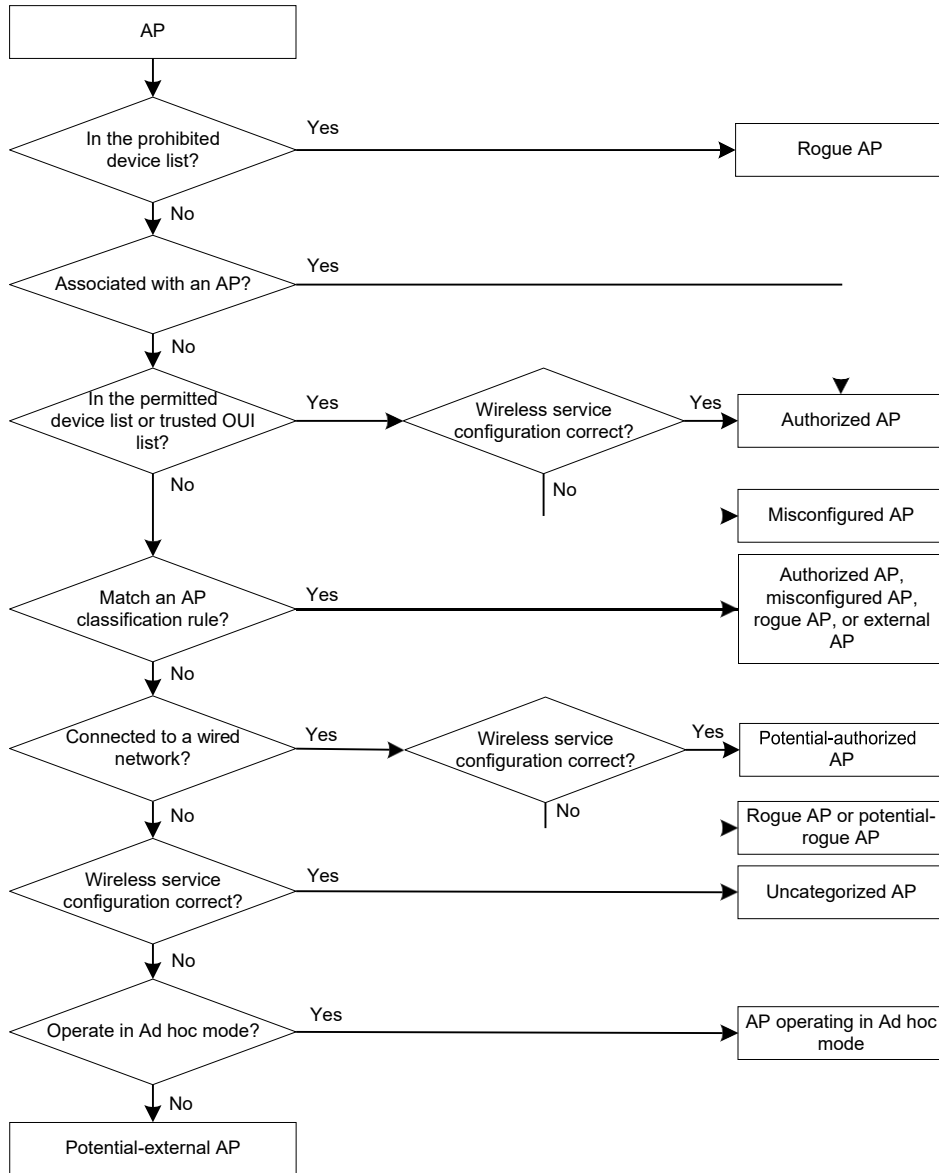 AP
In the prohibited
device list?
Yes
Rogue AP
No
Associated with an AP?
Yes
No
In the permitted
device list or trusted OUI
list?
Yes
Wireless service
configuration correct?
Yes
Authorized AP
No
No
Misconfigured AP
Match an AP
classification rule?
Yes
Authorized AP,
misconfigured AP,
rogue AP, or external
AP
No
Connected to a wired
network?
Yes
Wireless service
configuration correct?
Yes
Potential-authorized
AP
No
No
Rogue AP or potential-
rogue AP
Wireless service
configuration correct?
Yes
Uncategorized AP
No
Operate in Ad hoc mode?
Yes
AP operating in Ad hoc
mode
No
Potential-external AP